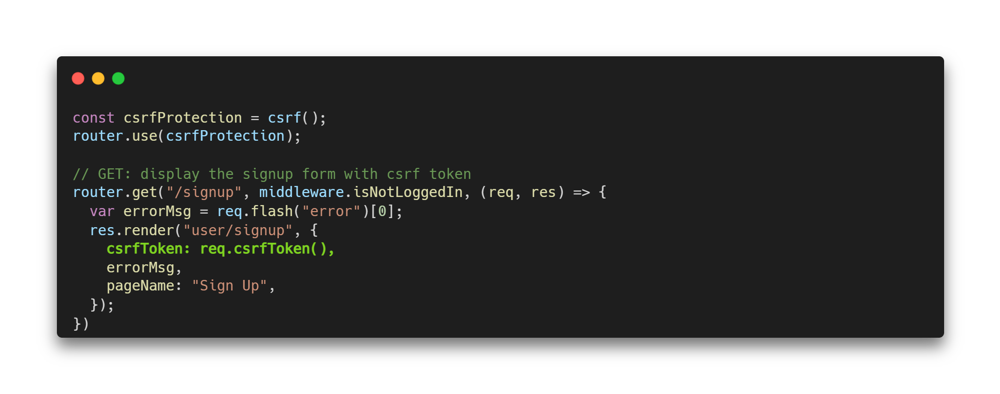 const csrfProtection = csrf();
router.use(csrfProtection);

// GET: display the signup form with csrf token
router.get("/signup", middleware.isNotLoggedIn, (req, res) => {
  var errorMsg = req.flash("error")[0];
  res.render("user/signup", {
    csrfToken: req.csrfToken(),
    errorMsg,
    pageName: "Sign Up",
  });
})